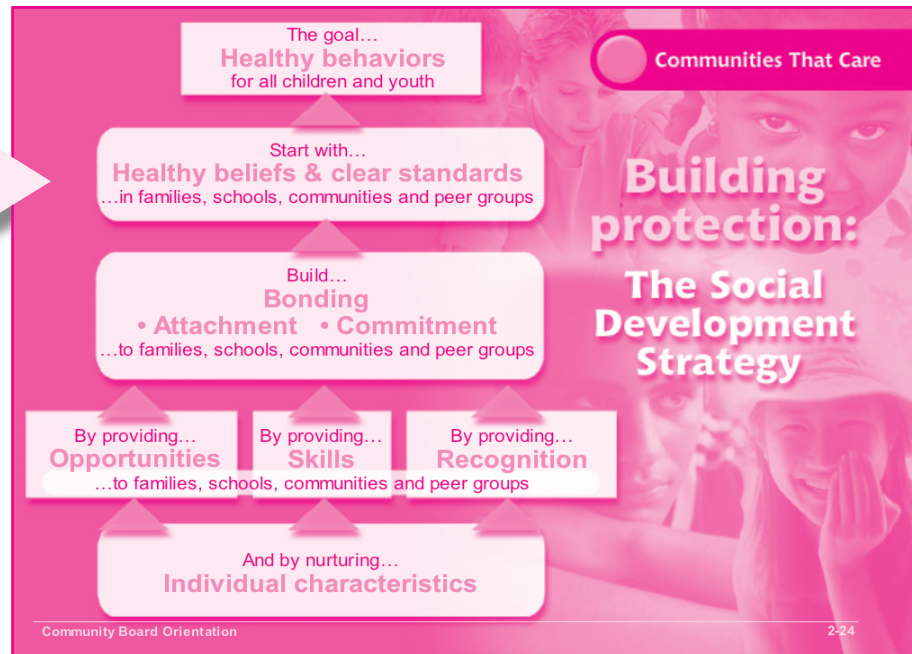 The goal…
Healthy behaviors
for all children and youth
Communities That Care
Start with…
Healthy beliefs & clear standards
…in families, schools, communities and peer groups
Building
protection:
The Social
Development
Strategy
Build…
Bonding
• Attachment • Commitment
…to families, schools, communities and peer groups
By providing…
Opportunities
By providing…
Skills
By providing…
Recognition
…to families, schools, communities and peer groups
And by nurturing…
Individual characteristics
Community Board Orientation
2-24